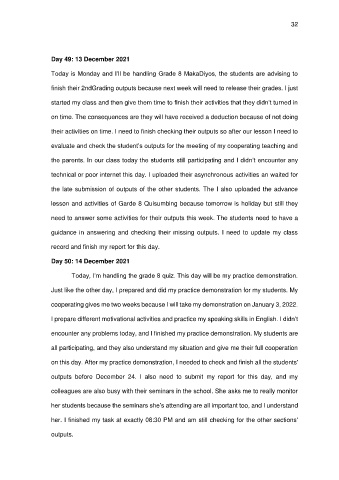 32
Day 49: 13 December 2021
Today is Monday and I'll be handling Grade 8 MakaDiyos, the students are advising to
finish their 2ndGrading outputs because next week will need to release their grades. I just
started my class and then give them time to finish their activities that they didn't turned in
on time. The consequences are they will have received a deduction because of not doing
their activities on time. I need to finish checking their outputs so after our lesson I need to
evaluate and check the student's outputs for the meeting of my cooperating teaching and
the parents. In our class today the students still participating and I didn't encounter any
technical or poor internet this day. I uploaded their asynchronous activities an waited for
the late submission of outputs of the other students. The I also uploaded the advance
lesson and activities of Garde 8 Quisumbing because tomorrow is holiday but still they
need to answer some activities for their outputs this week. The students need to have a
guidance in answering and checking their missing outputs, I need to update my class
record and finish my report for this day.
Day 50: 14 December 2021
Today, I'm handling the grade 8 quiz. This day will be my practice demonstration.
Just like the other day, I prepared and did my practice demonstration for my students. My
cooperating gives me two weeks because I will take my demonstration on January 3, 2022.
I prepare different motivational activities and practice my speaking skills in English. I didn't
encounter any problems today, and I finished my practice demonstration. My students are
all participating, and they also understand my situation and give me their full cooperation
on this day. After my practice demonstration, I needed to check and finish all the students'
outputs before December 24. I also need to submit my report for this day, and my
colleagues are also busy with their seminars in the school. She asks me to really monitor
her students because the seminars she's attending are all important too, and I understand
her. I finished my task at exactly 08:30 PM and am still checking for the other sections'
outputs.